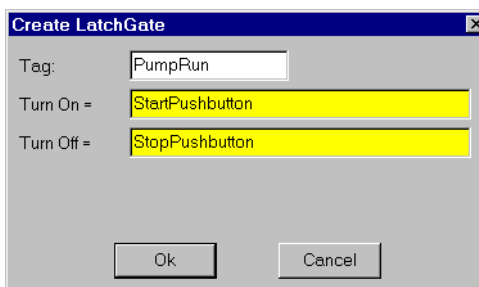 Create LatchGate
Tag: PumpRun
Turn On = StartPushbutton
Turn Off = StopPushbutton
Ok Cancel